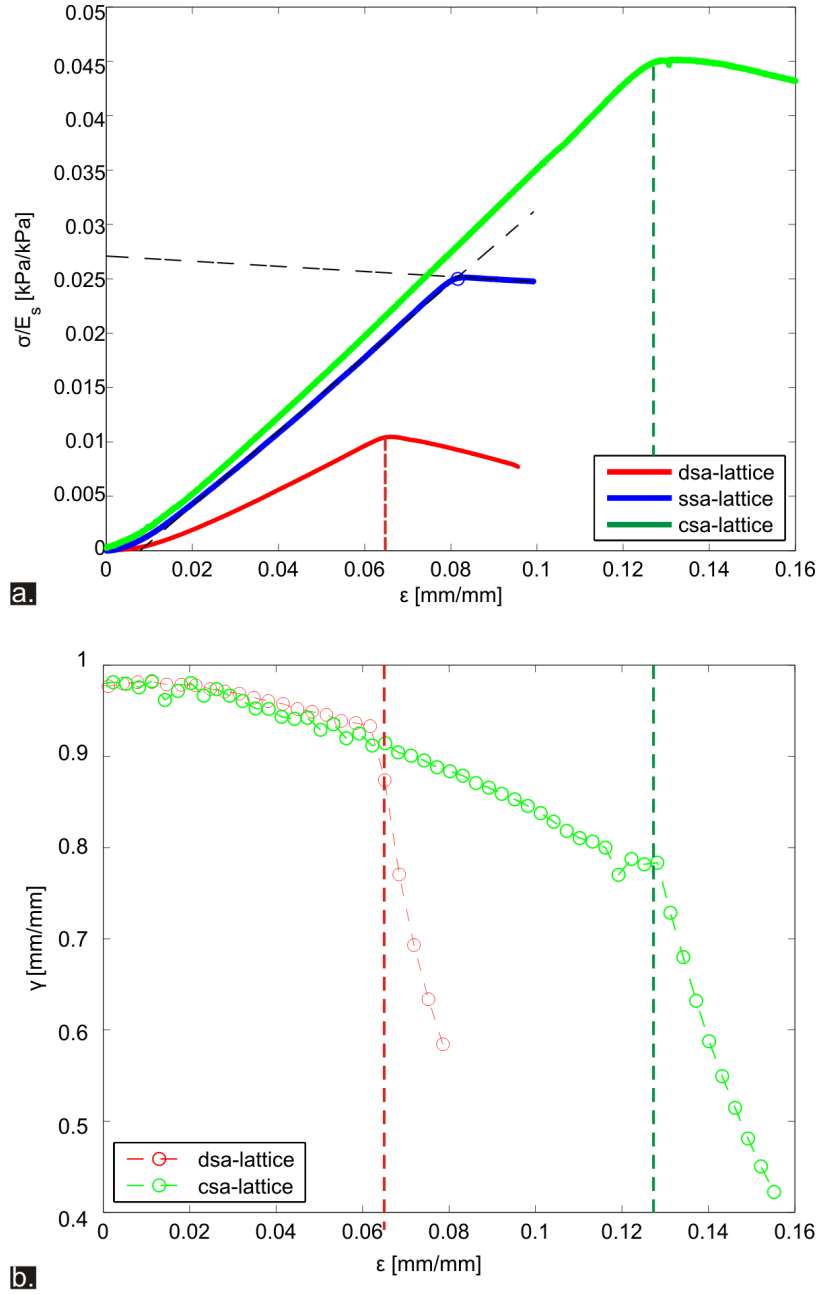 0.05
0.045
0.04
0.035
0.03
0.025
0.02
0.015
0.01
0.005
0
σ/E_s [kPa/kPa]
dsa-lattice
ssa-lattice
csa-lattice
0.02 0.04 0.06 0.08 0.1 0.12 0.14 0.16
ε [mm/mm]
a.
1
0.9
0.8
0.7
0.6
0.5
0.4
γ [mm/mm]
dsa-lattice
csa-lattice
0 0.02 0.04 0.06 0.08 0.1 0.12 0.14 0.16
ε [mm/mm]
b.